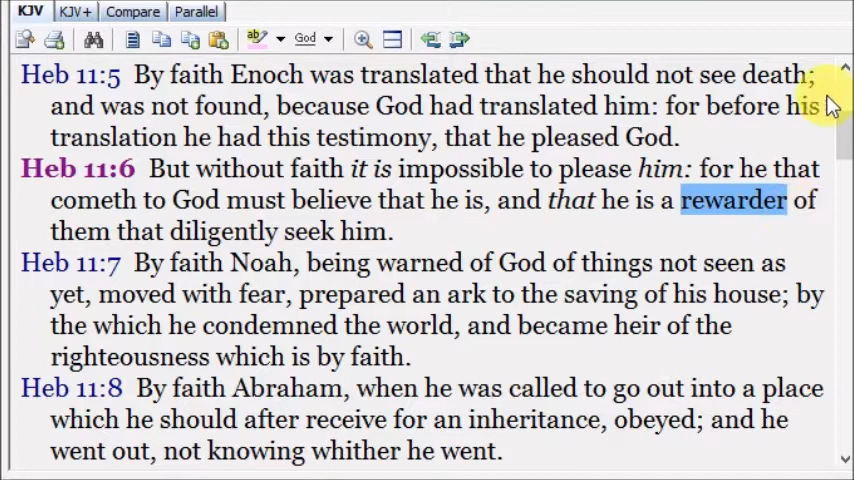 KJV KJV+ Compare Parallel
ab God
Heb 11:5 By faith Enoch was translated that he should not see death;
and was not found, because God had translated him: for before his
translation he had this testimony, that he pleased God.
Heb 11:6 But without faith it is impossible to please him: for he that
cometh to God must believe that he is, and that he is a rewarder of
them that diligently seek him.
Heb 11:7 By faith Noah, being warned of God of things not seen as
yet, moved with fear, prepared an ark to the saving of his house; by
the which he condemned the world, and became heir of the
righteousness which is by faith.
Heb 11:8 By faith Abraham, when he was called to go out into a place
which he should after receive for an inheritance, obeyed; and he
went out, not knowing whither he went.